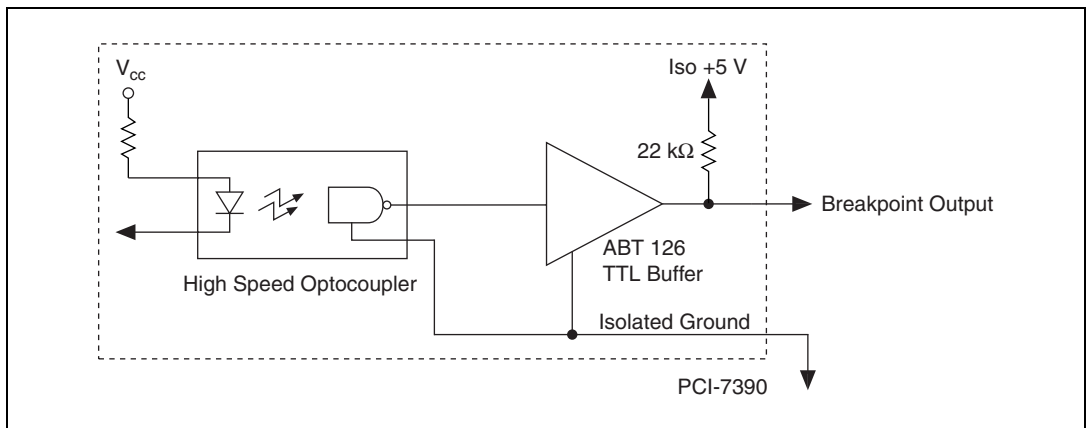 Vcc
Iso +5 V
22 kΩ
Breakpoint Output
ABT 126
TTL Buffer
High Speed Optocoupler
Isolated Ground
PCI-7390